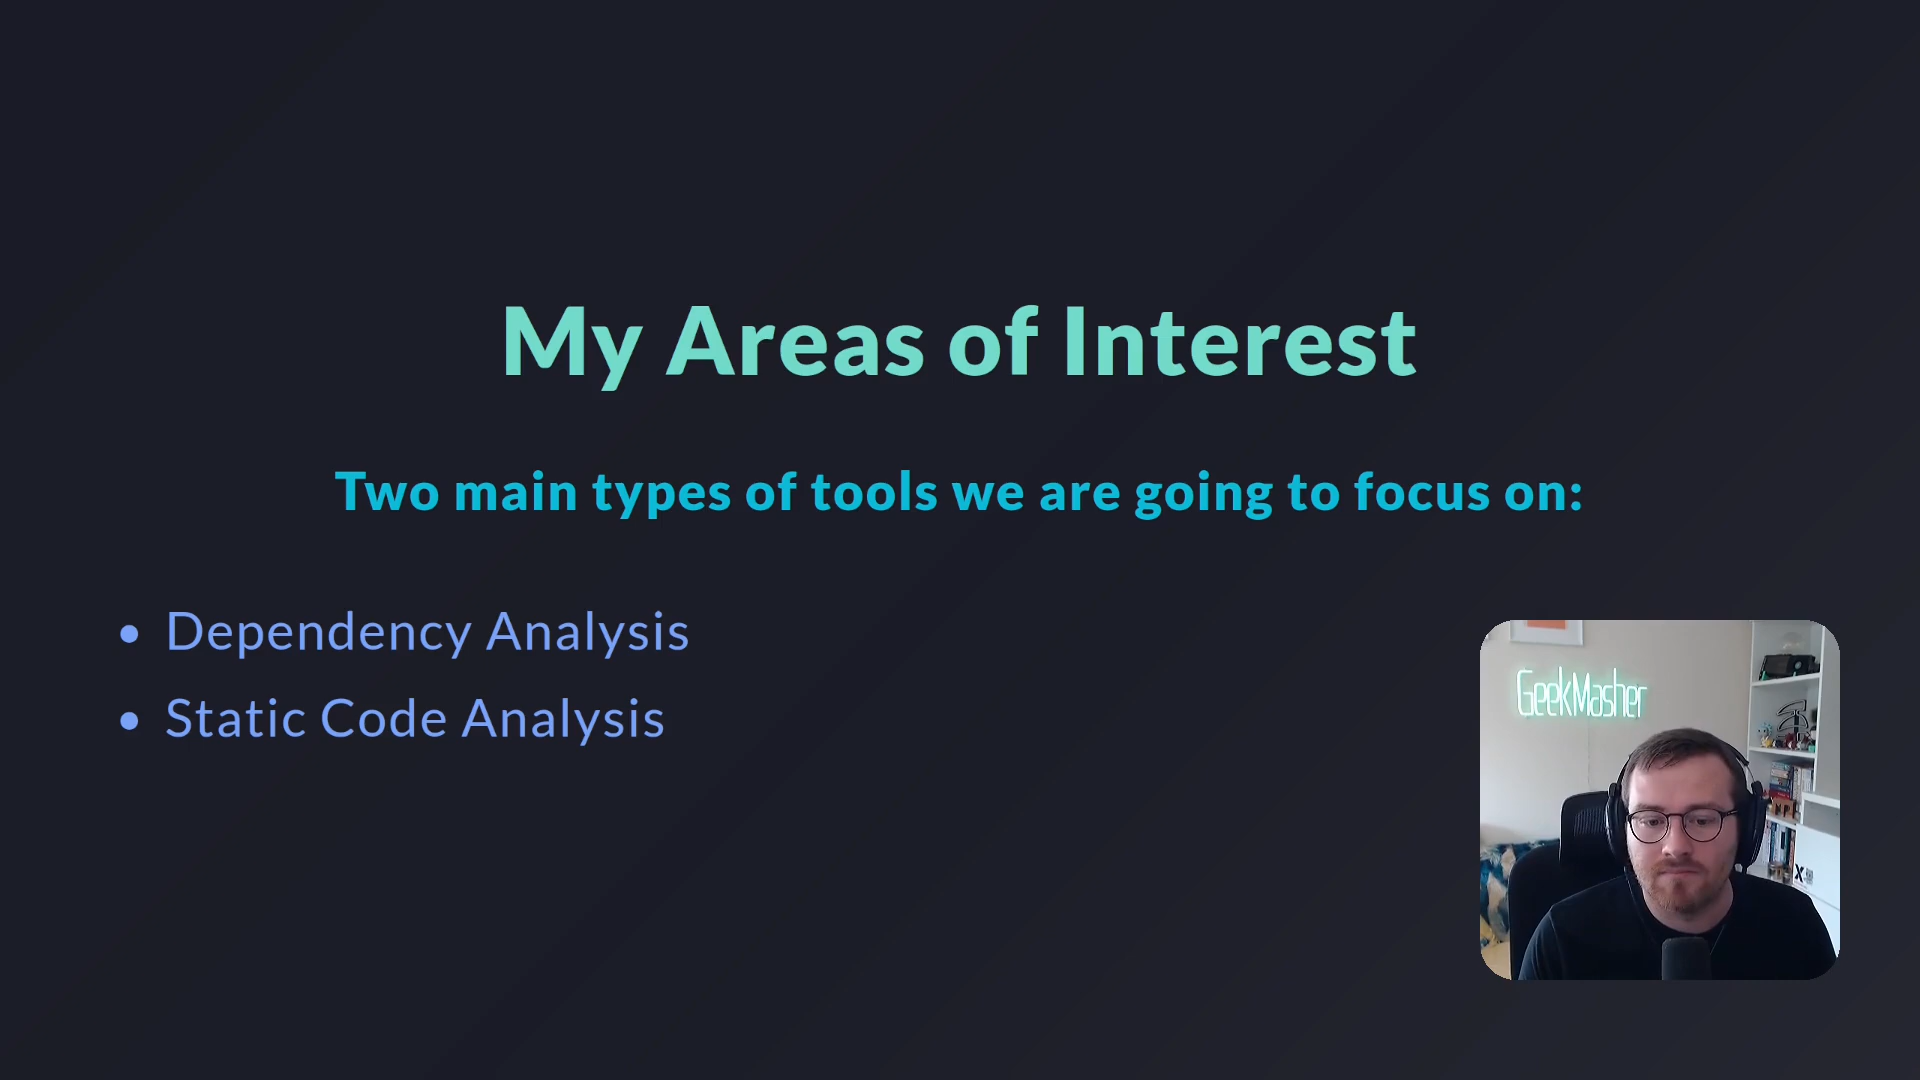 My Areas of Interest
Two main types of tools we are going to focus on:
• Dependency Analysis
• Static Code Analysis
GeekMasher